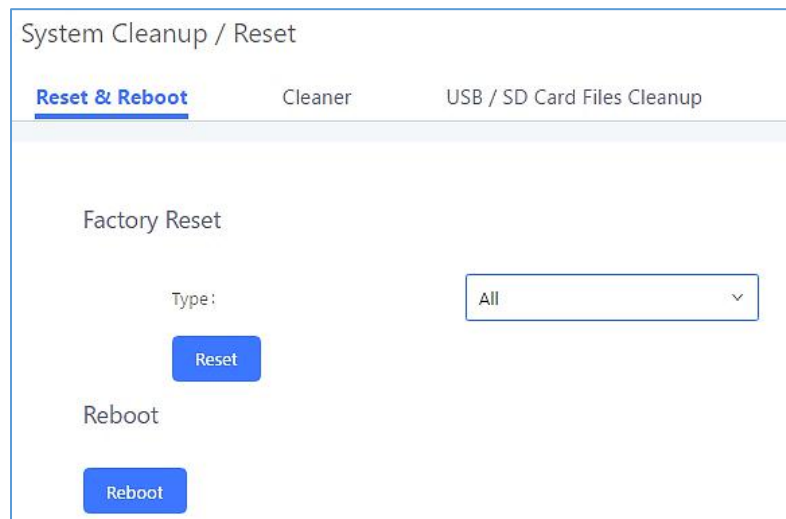 System Cleanup / Reset
Reset & Reboot Cleaner USB / SD Card Files Cleanup
Factory Reset
Type: All
Reset
Reboot
Reboot